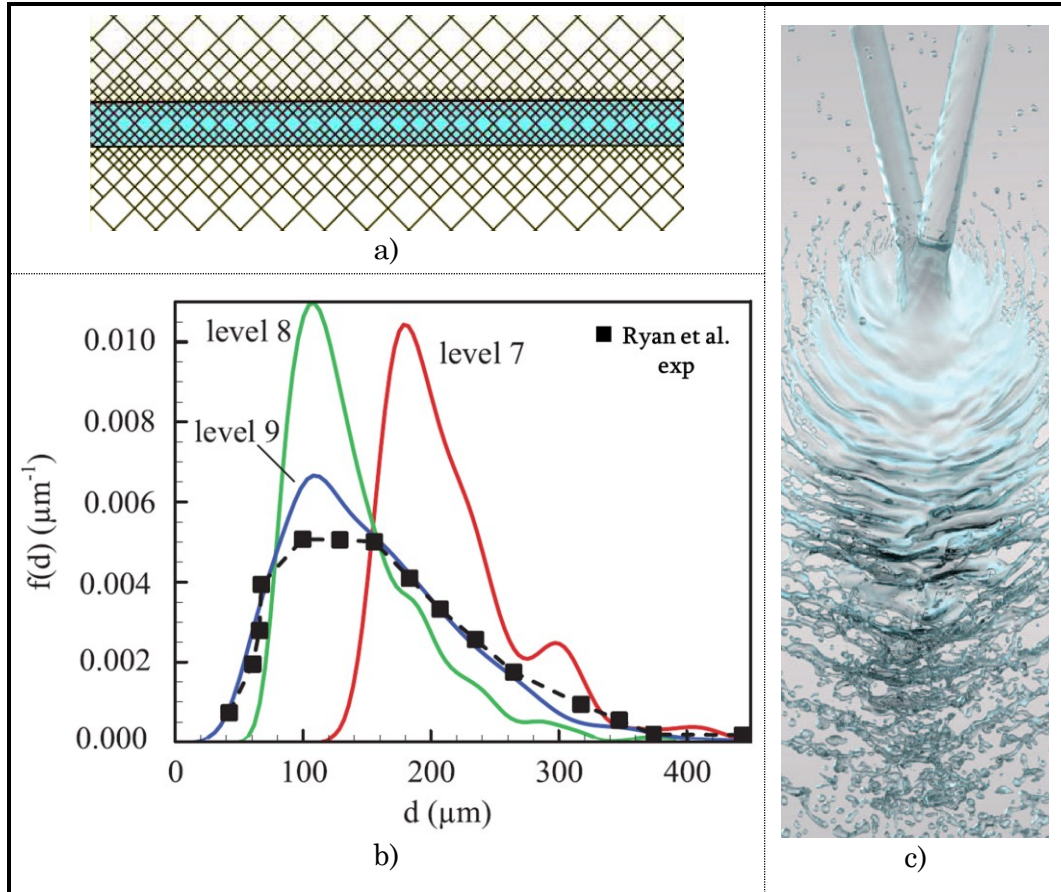 a)
0.010
0.008
0.006
0.004
0.002
0.000
f(d) (μm⁻¹)
level 8
level 7
level 9
Ryan et al.
exp
0
100
200
300
400
d (μm)
b)
c)